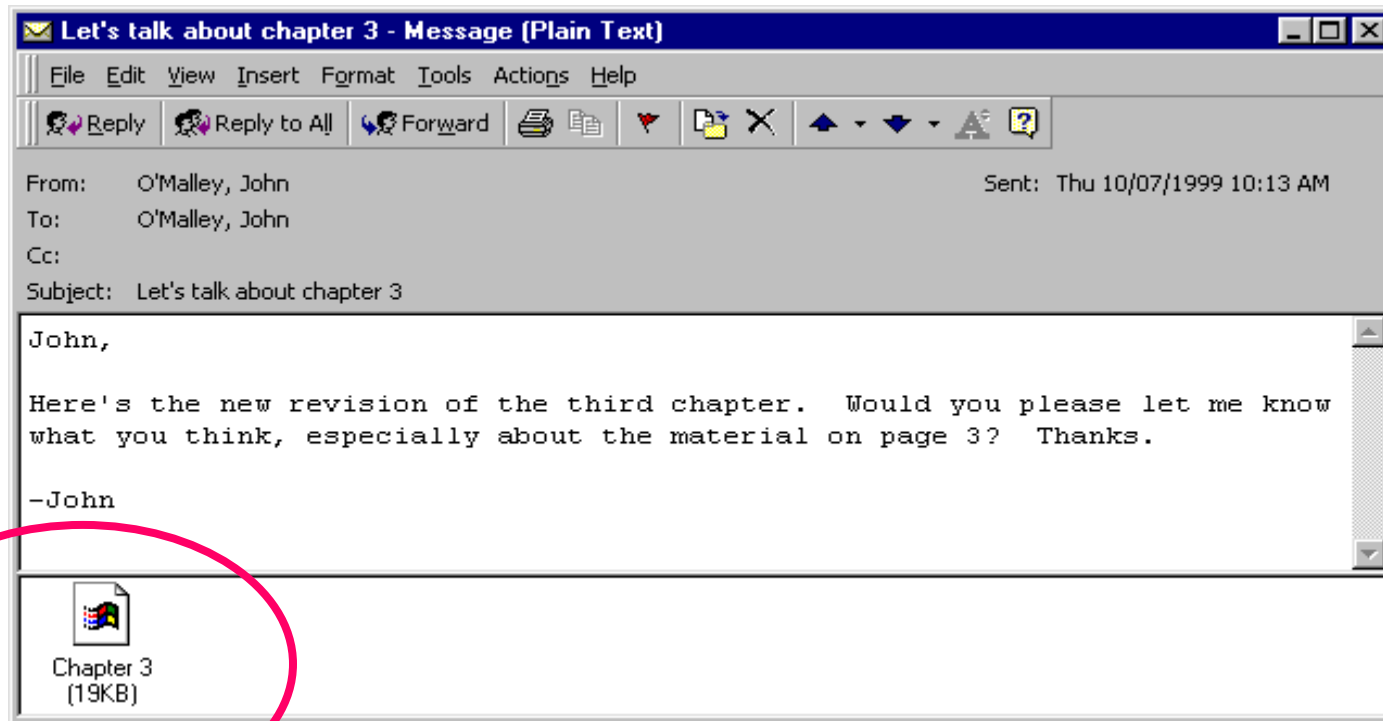 Let's talk about chapter 3 - Message (Plain Text)
File Edit View Insert Format Tools Actions Help
Reply Reply to All Forward
From: O'Malley, John Sent: Thu 10/07/1999 10:13 AM
To: O'Malley, John
Cc:
Subject: Let's talk about chapter 3
John,
Here's the new revision of the third chapter.  Would you please let me know
what you think, especially about the material on page 3?  Thanks.
-John
Chapter 3
(19KB)